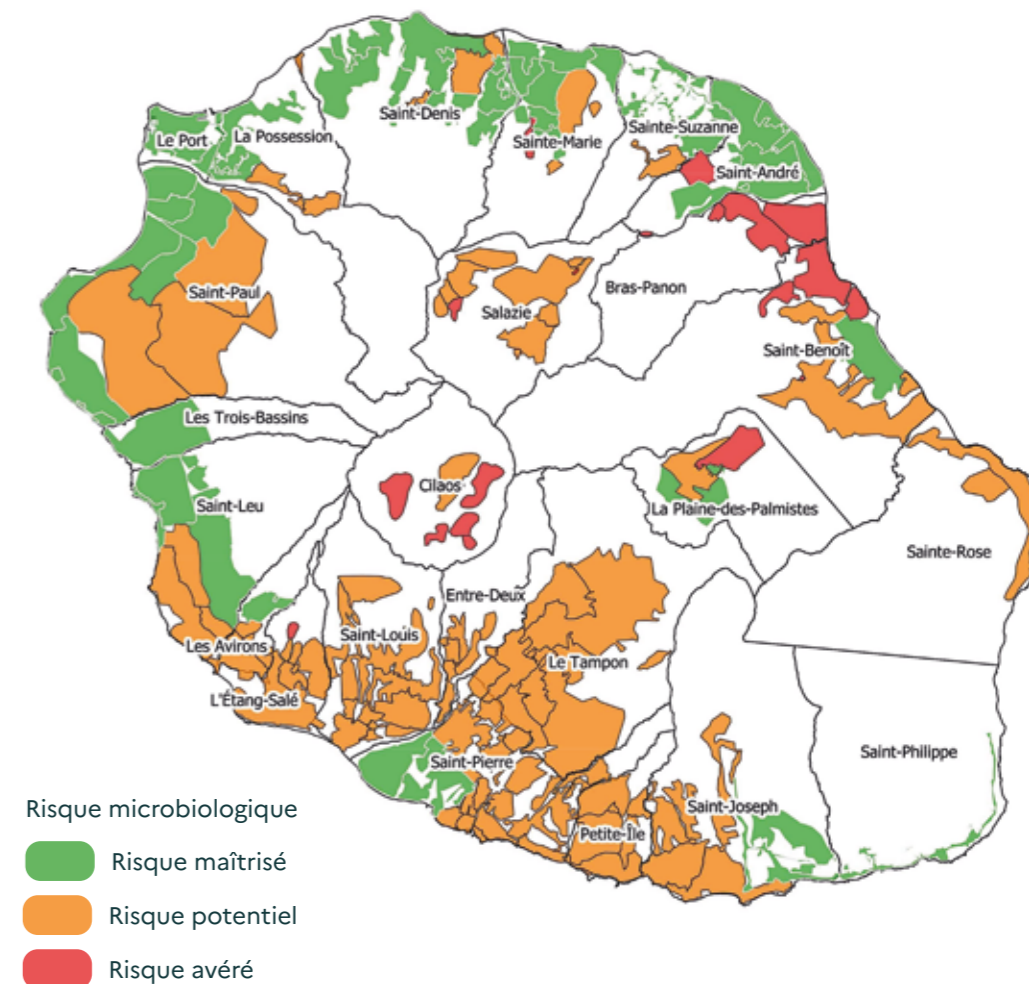 Saint-Denis
Le Port
La Possession
Sainte-Marie
Sainte-Suzanne
Saint-André
Saint-Paul
Salazie
Bras-Panon
Saint-Benoît
Les Trois-Bassins
Cilaos
Saint-Leu
La Plaine-des-Palmistes
Sainte-Rose
Entre-Deux
Saint-Louis
Les Avirons
Le Tampon
L'Étang-Salé
Saint-Pierre
Saint-Philippe
Saint-Joseph
Petite-Île
Risque microbiologique
Risque maîtrisé
Risque potentiel
Risque avéré